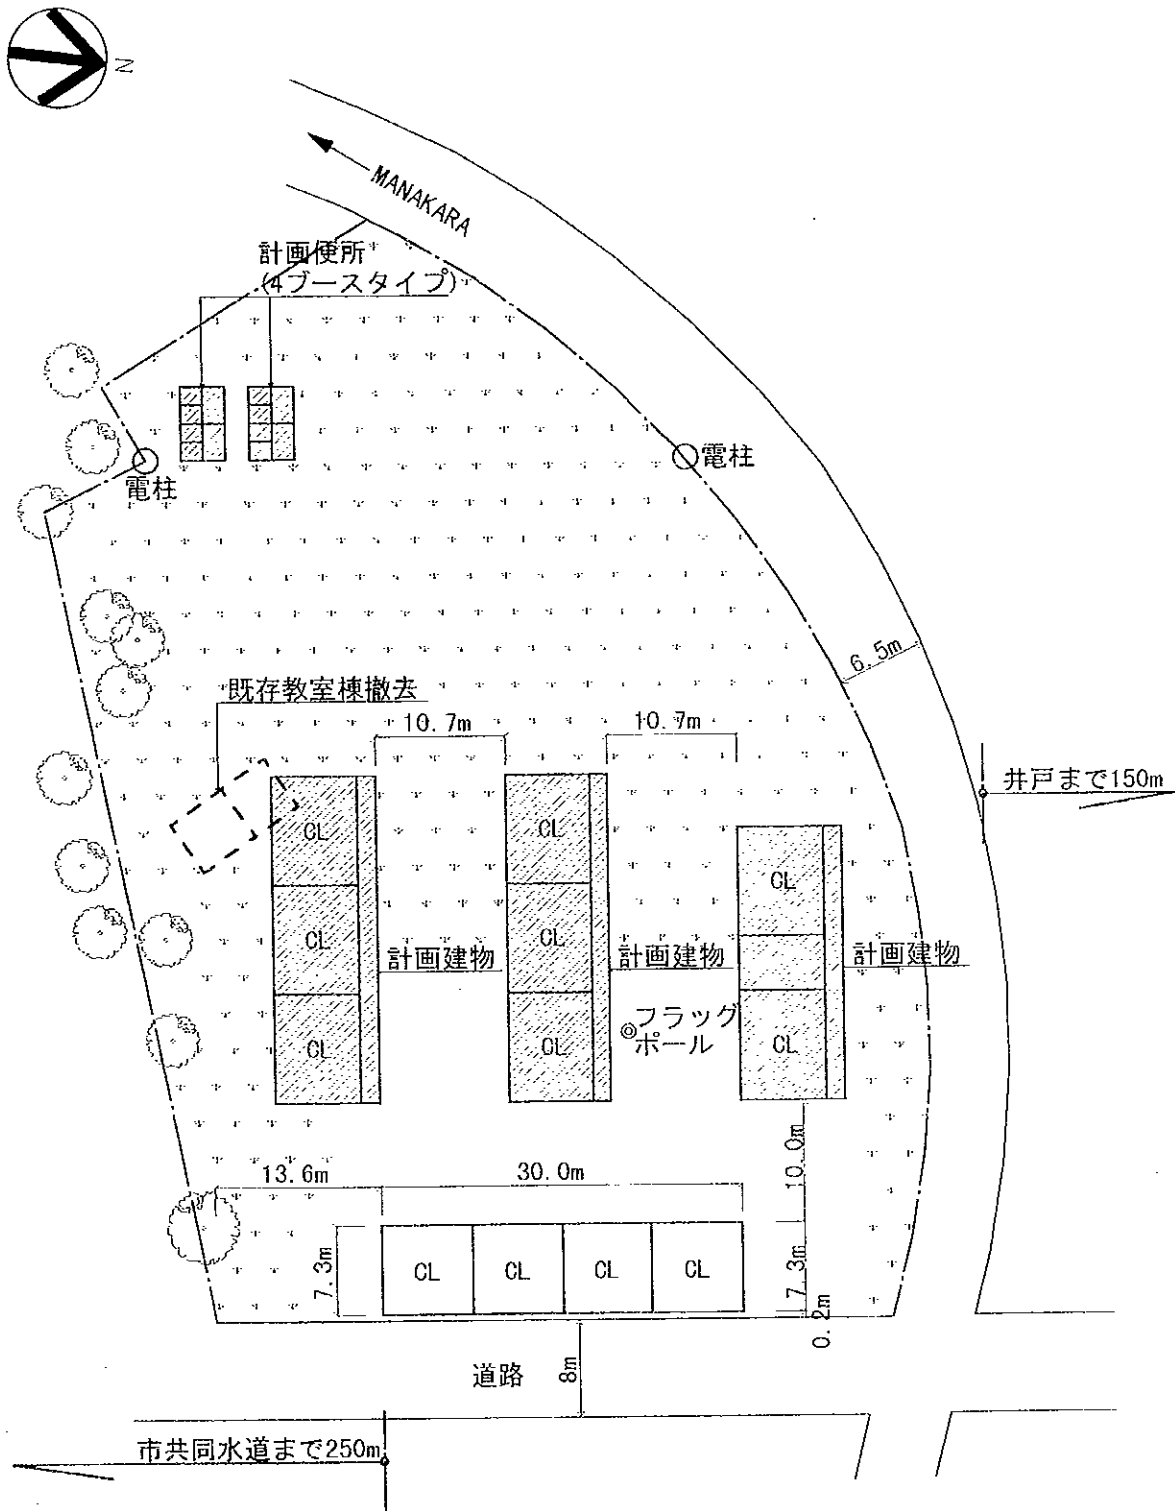 N
MANAKARA
計画便所
(4ブースタイプ)
電柱
電柱
6.5m
既存教室棟撤去
10.7m
10.7m
井戸まで150m
CL
CL
CL
CL
CL
計画建物
計画建物
計画建物
フラッグ
ポール
CL
CL
CL
13.6m
30.0m
10.0m
7.3m
CL
CL
CL
CL
7.3m
0.2m
道路
8m
市共同水道まで250m